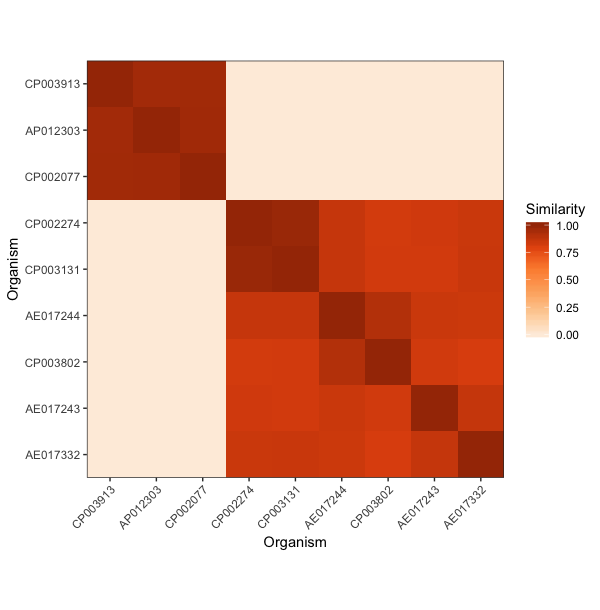 Organism
CP003913
AP012303
CP002077
CP002274
CP003131
AE017244
CP003802
AE017243
AE017332
CP003913
AP012303
CP002077
CP002274
CP003131
AE017244
CP003802
AE017243
AE017332
Organism
Similarity
1.00
0.75
0.50
0.25
0.00